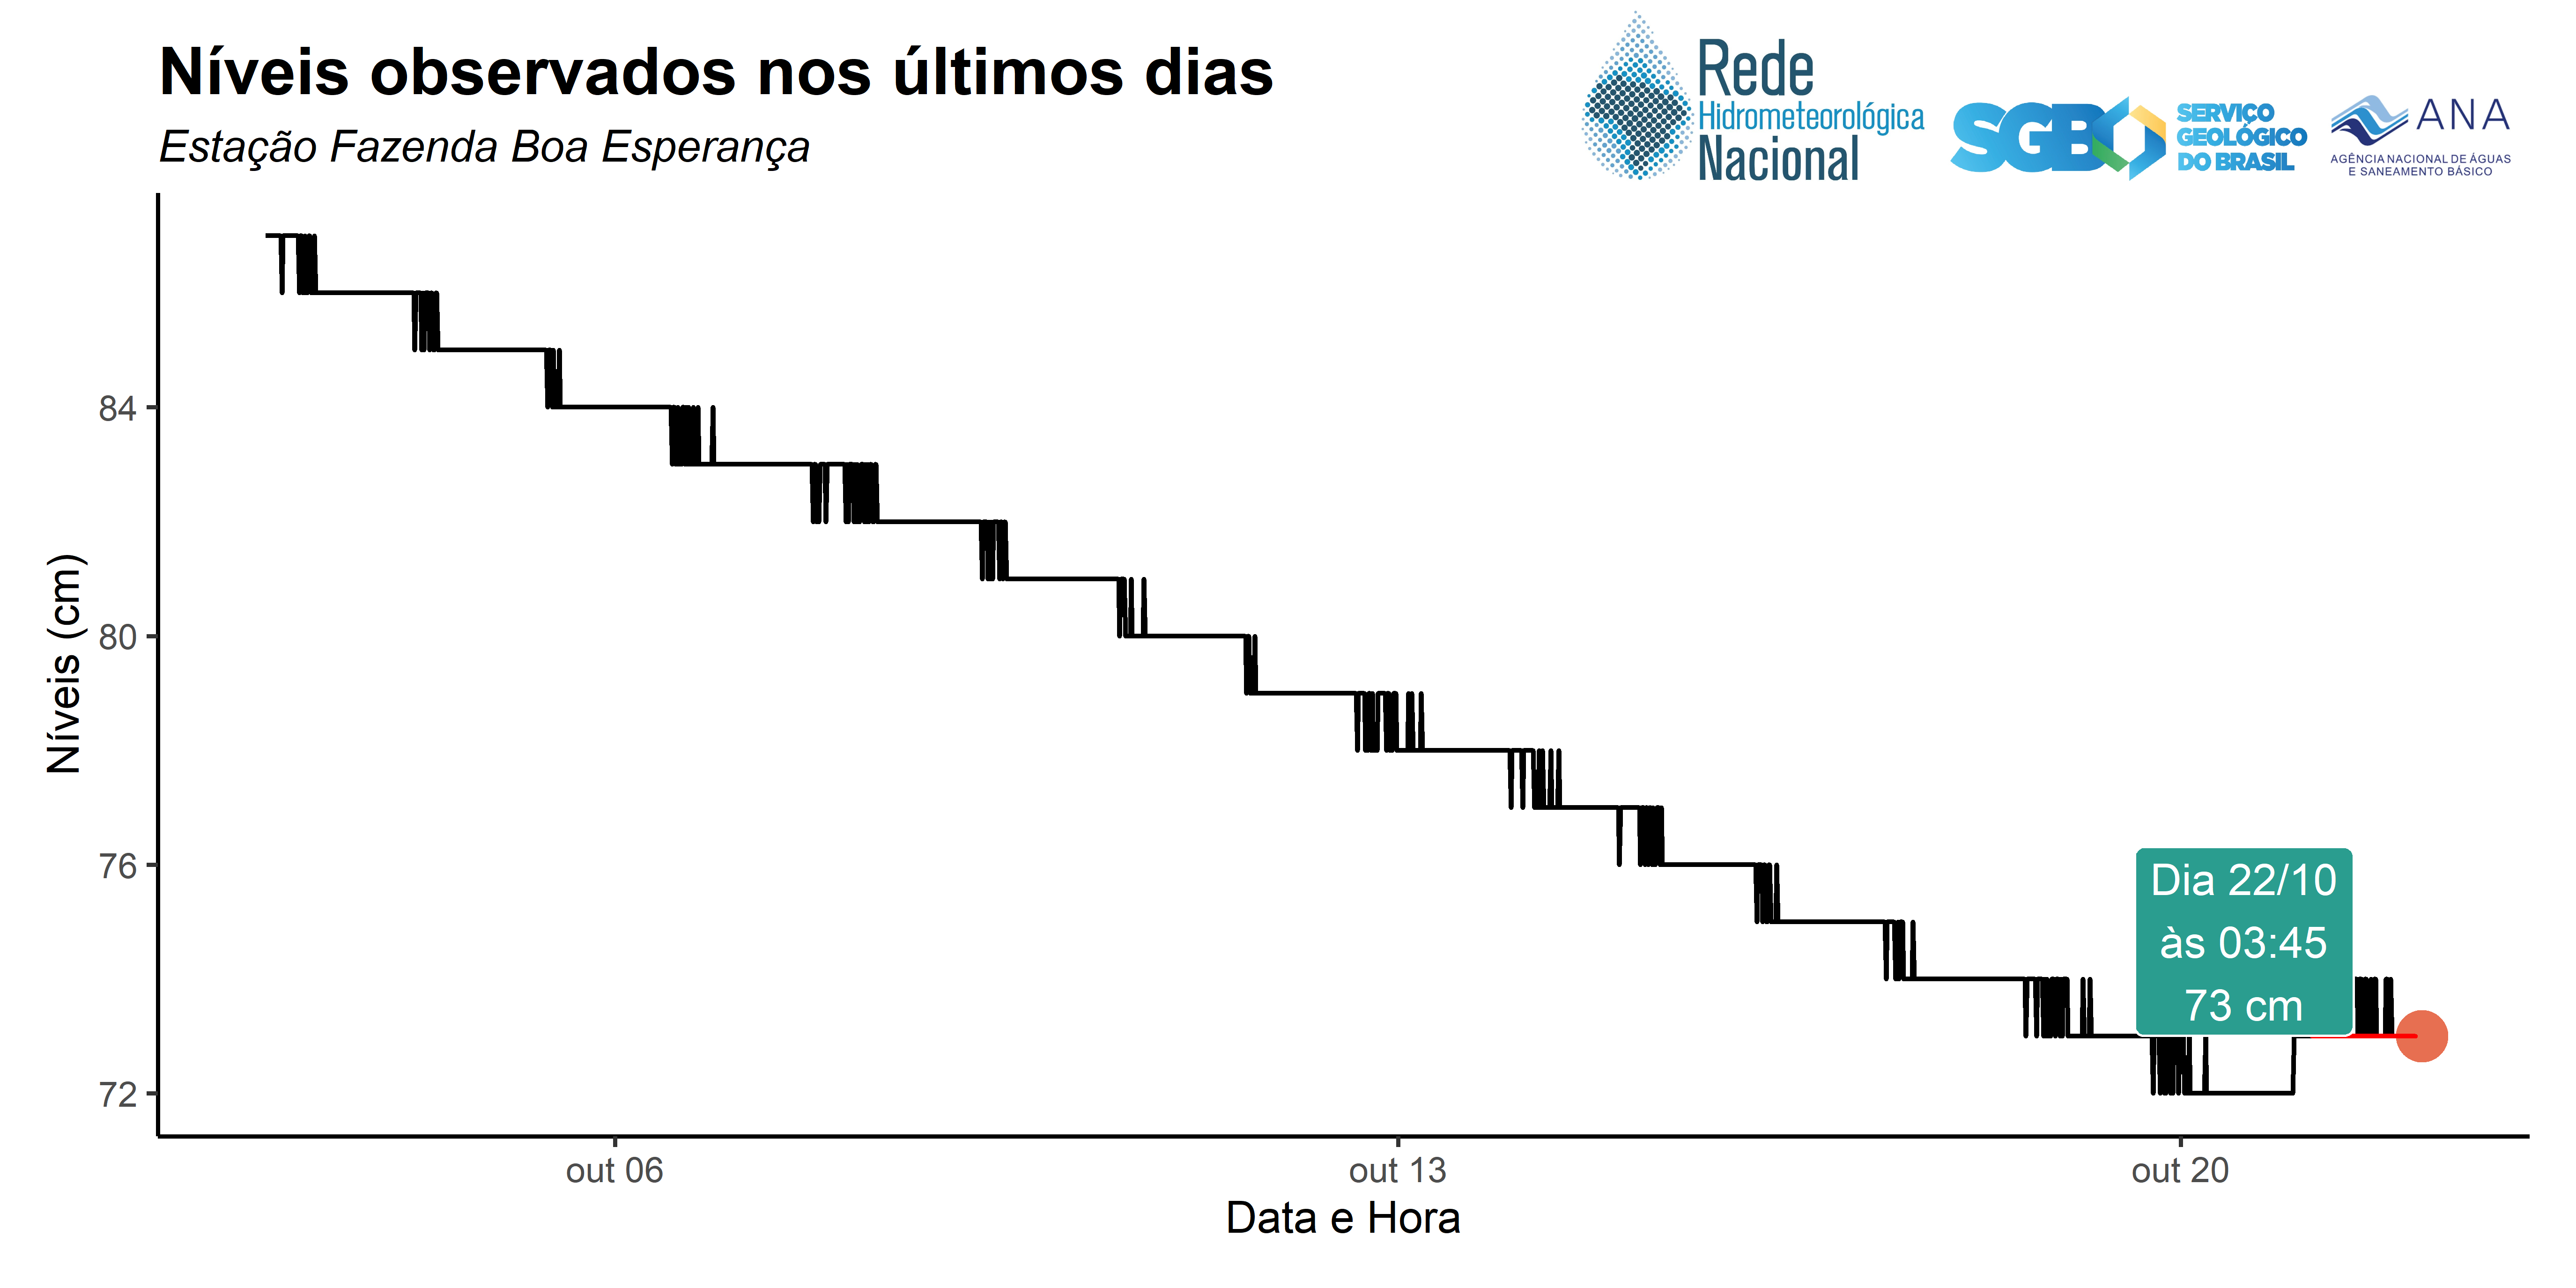 Níveis observados nos últimos dias
Estação Fazenda Boa Esperança
Rede
Hidrometeorológica
Nacional
SGB
SERVIÇO
GEOLÓGICO
DO BRASIL
ANA
AGÊNCIA NACIONAL DE ÁGUAS
E SANEAMENTO BÁSICO
Níveis (cm)
84
80
76
72
Dia 22/10
às 03:45
73 cm
out 06
out 13
out 20
Data e Hora